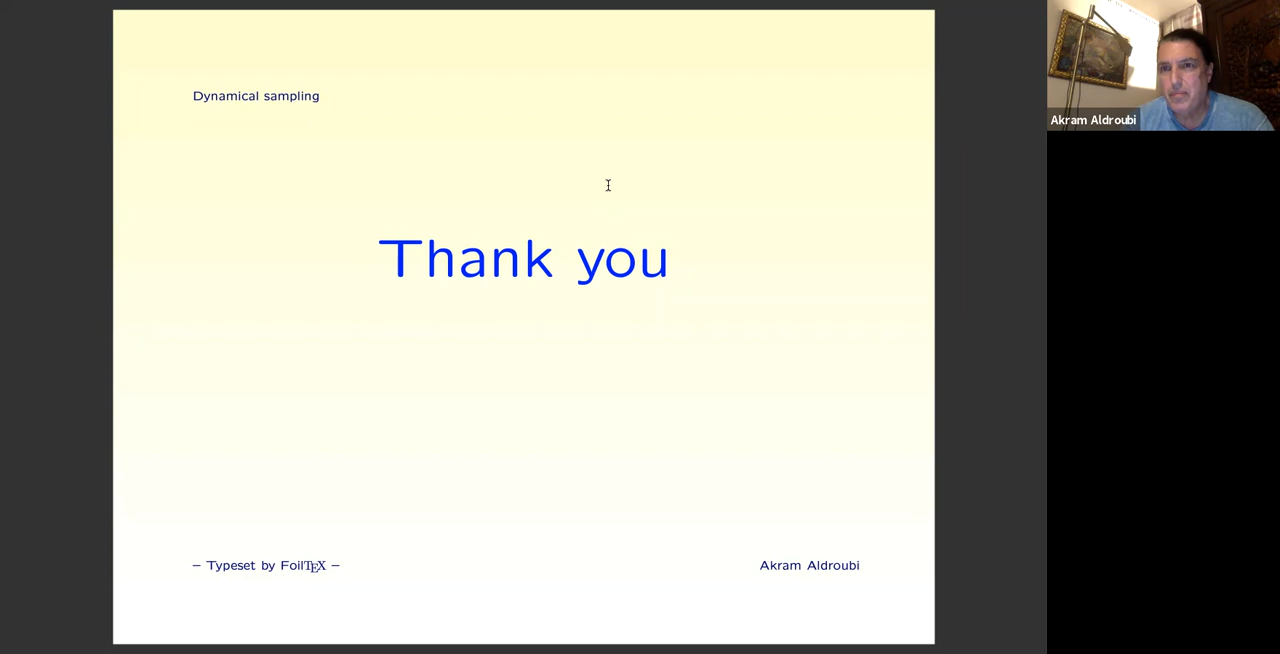 Dynamical sampling
Thank you
– Typeset by FoilTEX –
Akram Aldroubi
Akram Aldroubi